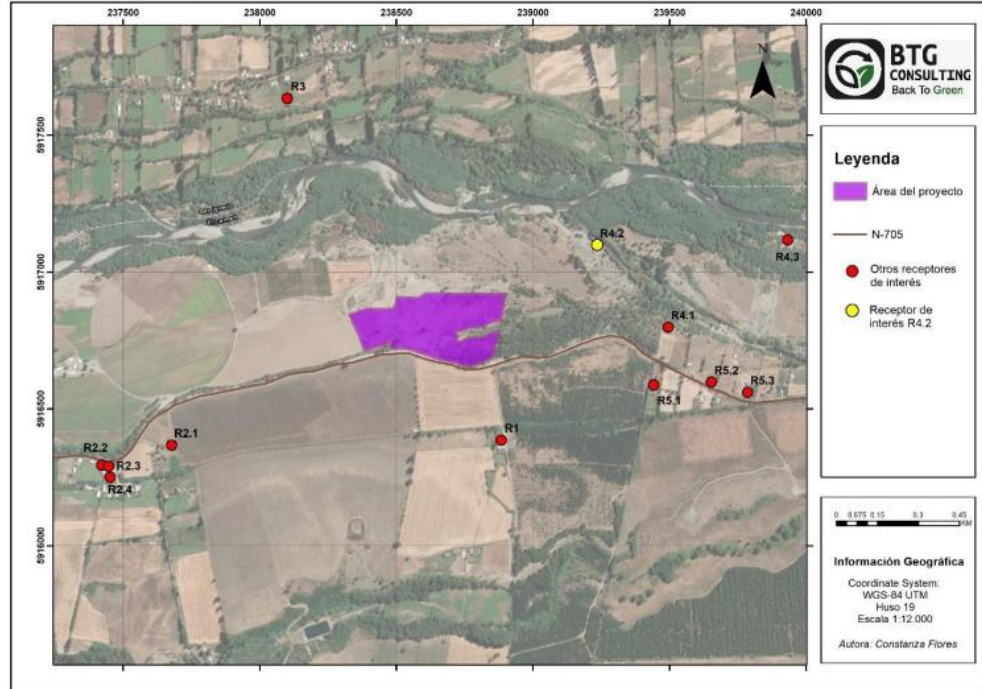 237500 238000 238500 239000 239500 240000
5917500
5917000
5916500
5916000
N
R3
R4.2
R4.3
R4.1
R5.2
R5.3
R5.1
R1
R2.1
R2.2
R2.3
R2.4
BTG
CONSULTING
Back To Green
Leyenda
Área del proyecto
N-705
Otros receptores
de interés
Receptor de
interés R4.2
0 0.075 0.15 0.3 0.45
KM
Información Geográfica
Coordinate System:
WGS-84 UTM
Huso 19
Escala 1:12.000
Autora: Constanza Flores